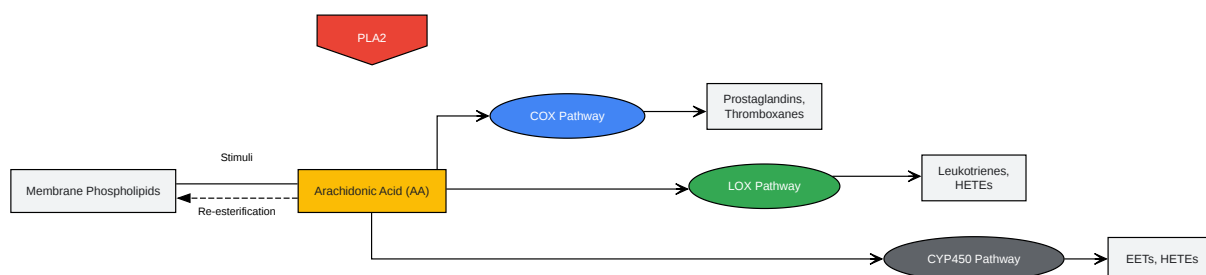 PLA2
COX Pathway
Prostaglandins,
Thromboxanes
Stimuli
Membrane Phospholipids
Arachidonic Acid (AA)
Re-esterification
LOX Pathway
Leukotrienes,
HETEs
CYP450 Pathway
EETs, HETEs